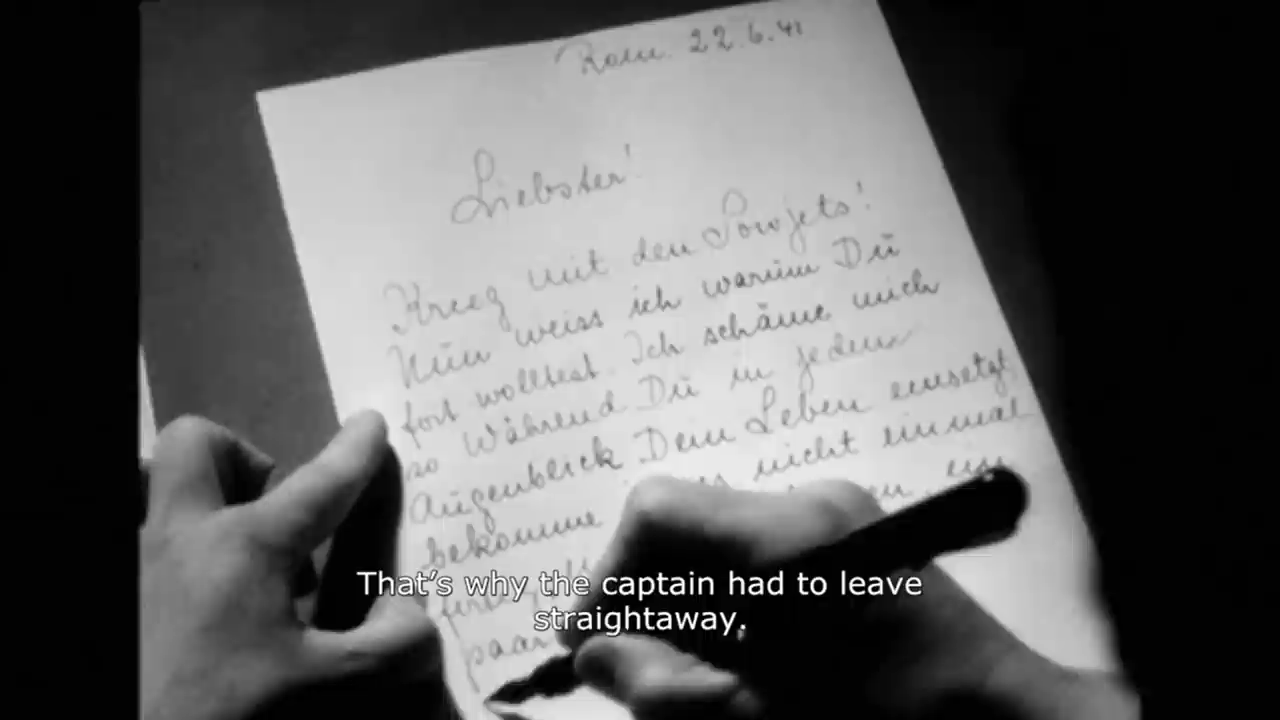 Rom. 22.6.41
Liebster!
Krieg mit den Sowjets!
Nun weiss ich warum Du
fort wolltest. Ich schäme mich
so Während Du in jedem
Augenblick Dein Leben einsetzt,
bekomme nicht einmal
ein
paar
That's why the captain had to leave
straightaway.